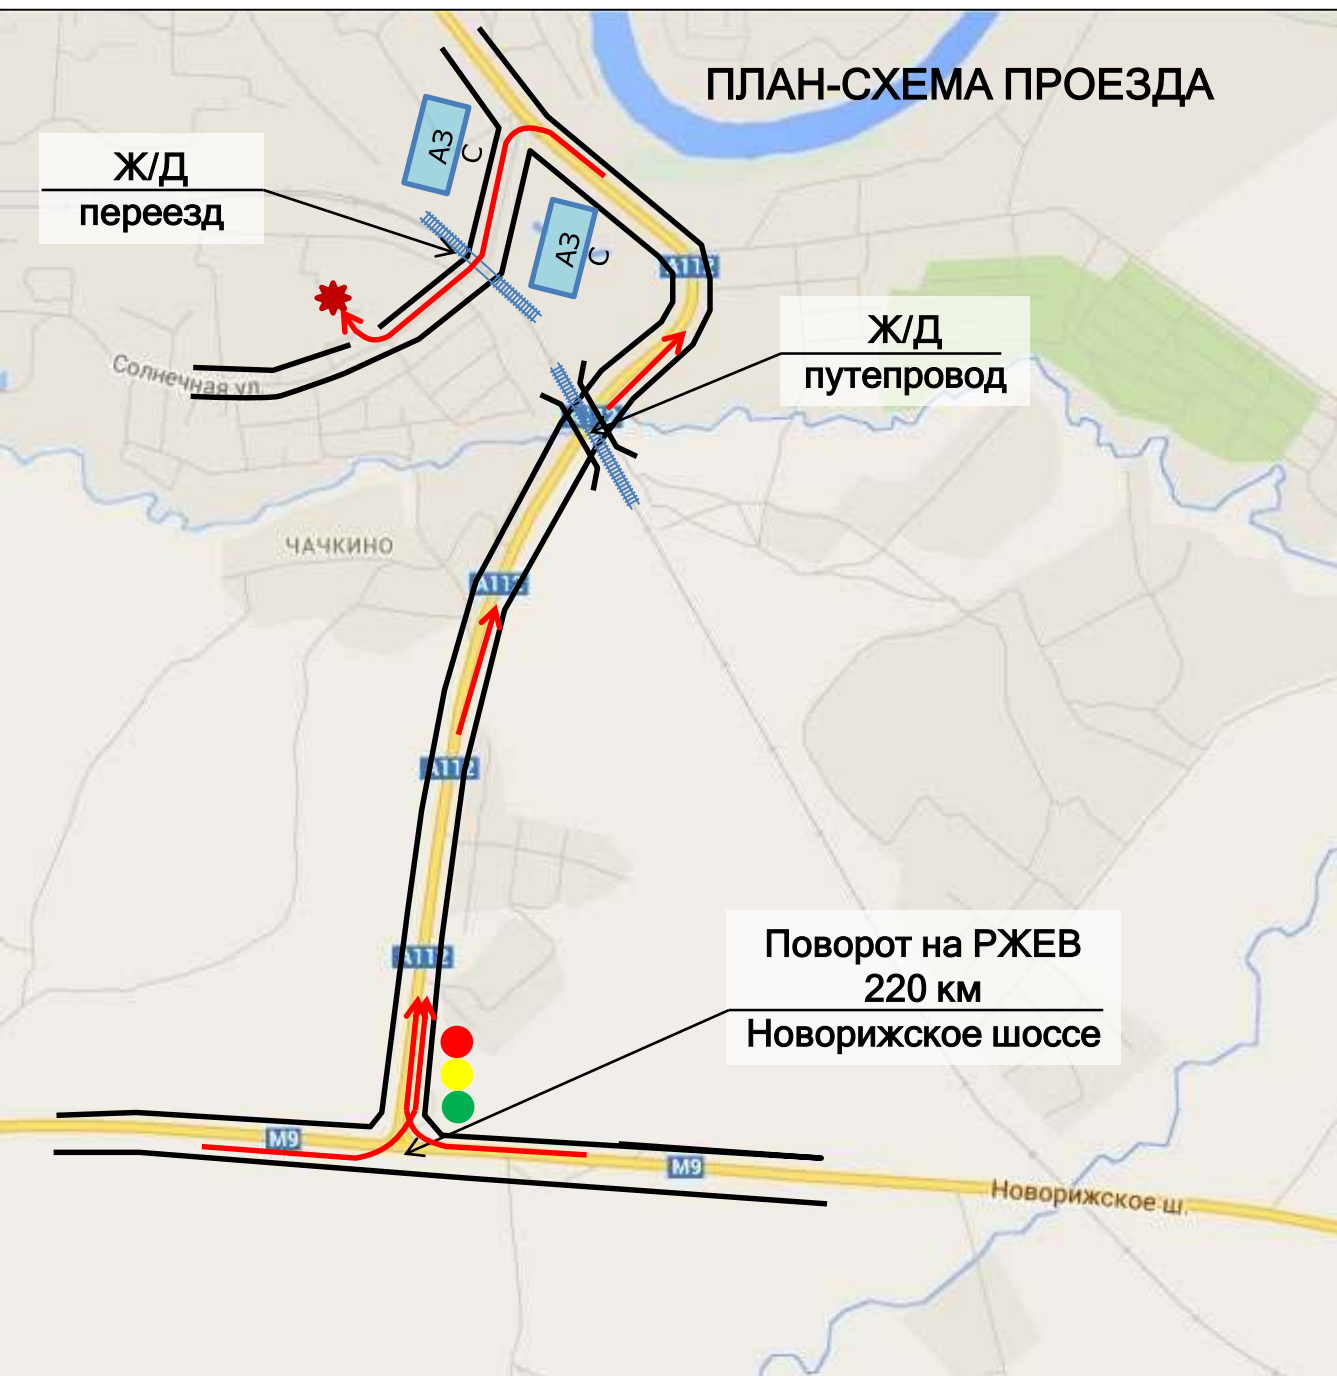 ПЛАН-СХЕМА ПРОЕЗДА
АЗ
С
Ж/Д
переезд
АЗ
С
А112
Ж/Д
путепровод
Солнечная ул.
ЧАЧКИНО
А112
А112
А112
Поворот на РЖЕВ
220 км
Новорижское шоссе
М9
М9
Новорижское ш.